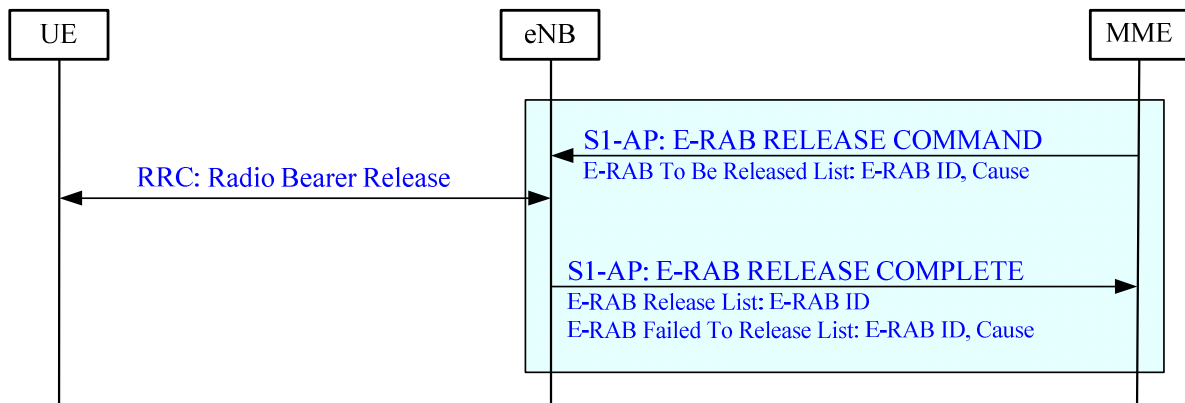 UE
eNB
MME
S1-AP: E-RAB RELEASE COMMAND
E-RAB To Be Released List: E-RAB ID, Cause
RRC: Radio Bearer Release
S1-AP: E-RAB RELEASE COMPLETE
E-RAB Release List: E-RAB ID
E-RAB Failed To Release List: E-RAB ID, Cause